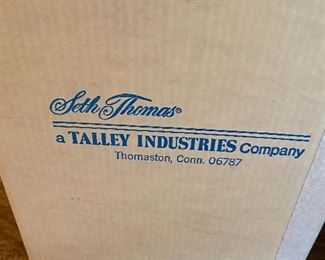 Seth Thomas®
a TALLEY INDUSTRIES Company
Thomaston, Conn. 06787